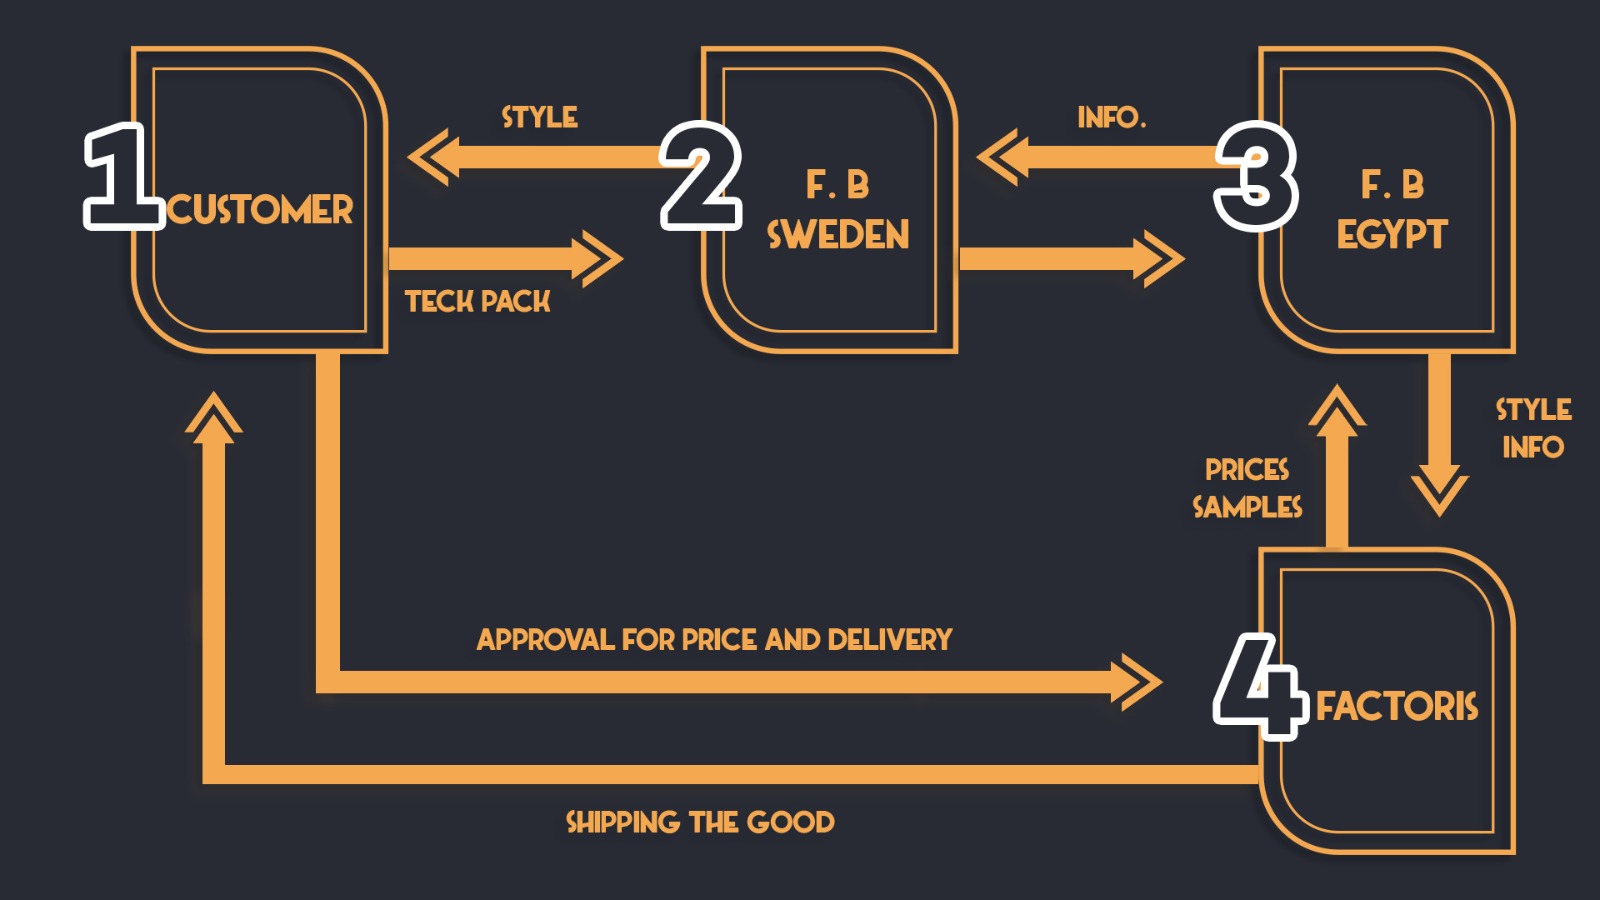 STYLE
INFO.
1
CUSTOMER
2
F. B
SWEDEN
3
F. B
EGYPT
TECK PACK
STYLE
INFO
PRICES
SAMPLES
APPROVAL FOR PRICE AND DELIVERY
4
FACTORIS
SHIPPING THE GOOD